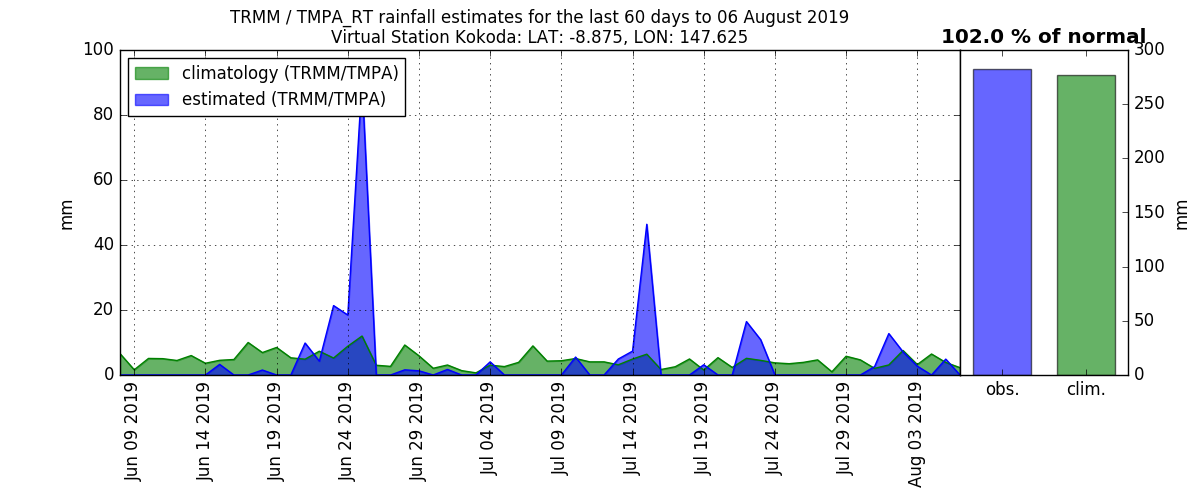 TRMM / TMPA_RT rainfall estimates for the last 60 days to 06 August 2019
Virtual Station Kokoda: LAT: -8.875, LON: 147.625
102.0 % of normal
climatology (TRMM/TMPA)
estimated (TRMM/TMPA)
100
80
60
40
20
0
mm
300
250
200
150
100
50
0
mm
Jun 09 2019
Jun 14 2019
Jun 19 2019
Jun 24 2019
Jun 29 2019
Jul 04 2019
Jul 09 2019
Jul 14 2019
Jul 19 2019
Jul 24 2019
Jul 29 2019
Aug 03 2019
obs.
clim.